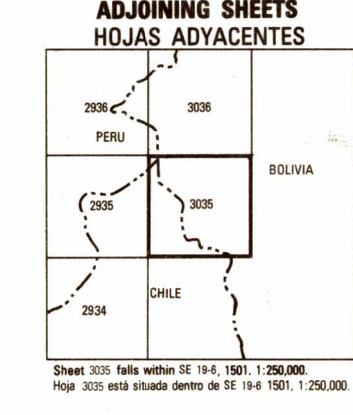 ADJOINING SHEETS
HOJAS ADYACENTES
2936
3036
PERU
BOLIVIA
2935
3035
CHILE
2934
Sheet 3035 falls within SE 19-6, 1501, 1:250,000.
Hoja 3035 está situada dentro de SE 19-6 1501, 1:250,000.